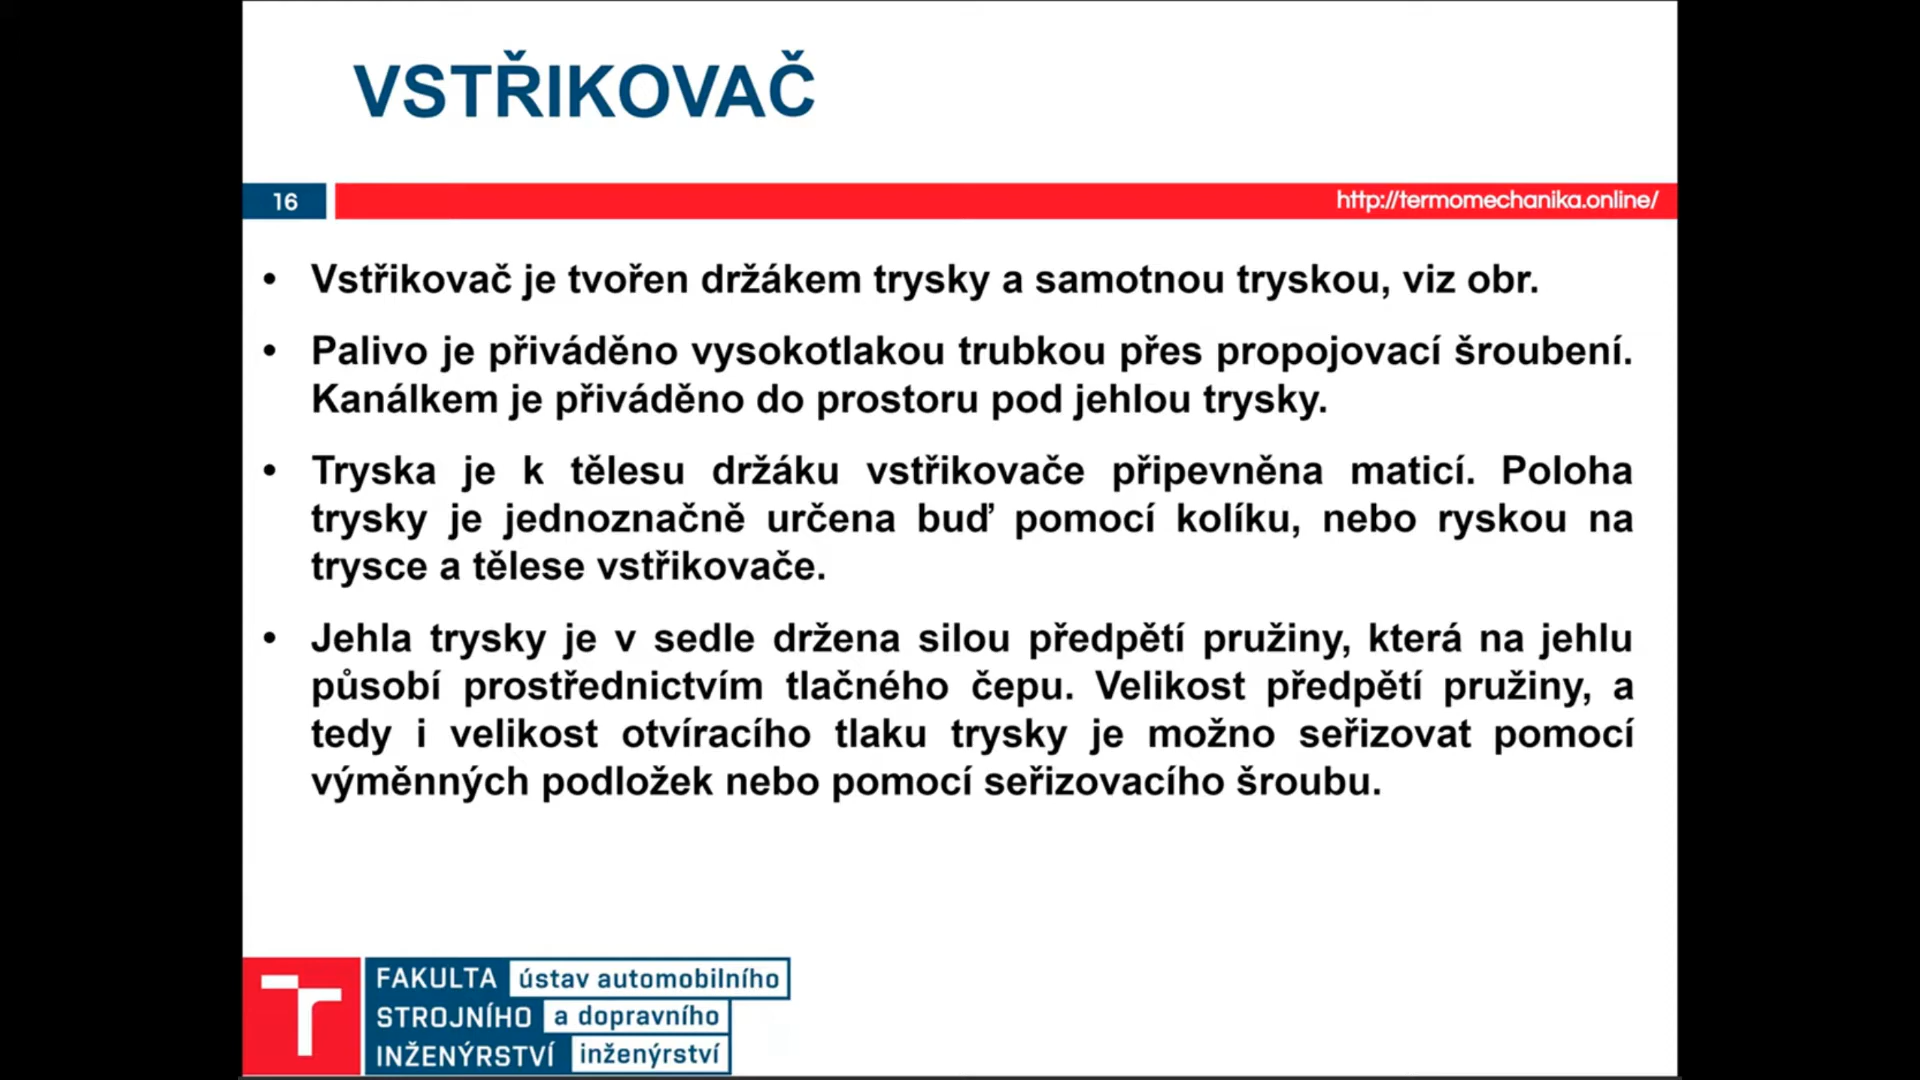 VSTŘIKOVAČ
16
http://termomechanika.online/
• Vstřikovač je tvořen držákem trysky a samotnou tryskou, viz obr.
• Palivo je přiváděno vysokotlakou trubkou přes propojovací šroubení.
Kanálkem je přiváděno do prostoru pod jehlou trysky.
• Tryska je k tělesu držáku vstřikovače připevněna maticí. Poloha
trysky je jednoznačně určena buď pomocí kolíku, nebo ryskou na
trysce a tělese vstřikovače.
• Jehla trysky je v sedle držena silou předpětí pružiny, která na jehlu
působí prostřednictvím tlačného čepu. Velikost předpětí pružiny, a
tedy i velikost otvíracího tlaku trysky je možno seřizovat pomocí
výměnných podložek nebo pomocí seřizovacího šroubu.
FAKULTA ústav automobilního
STROJNÍHO a dopravního
INŽENÝRSTVÍ inženýrství